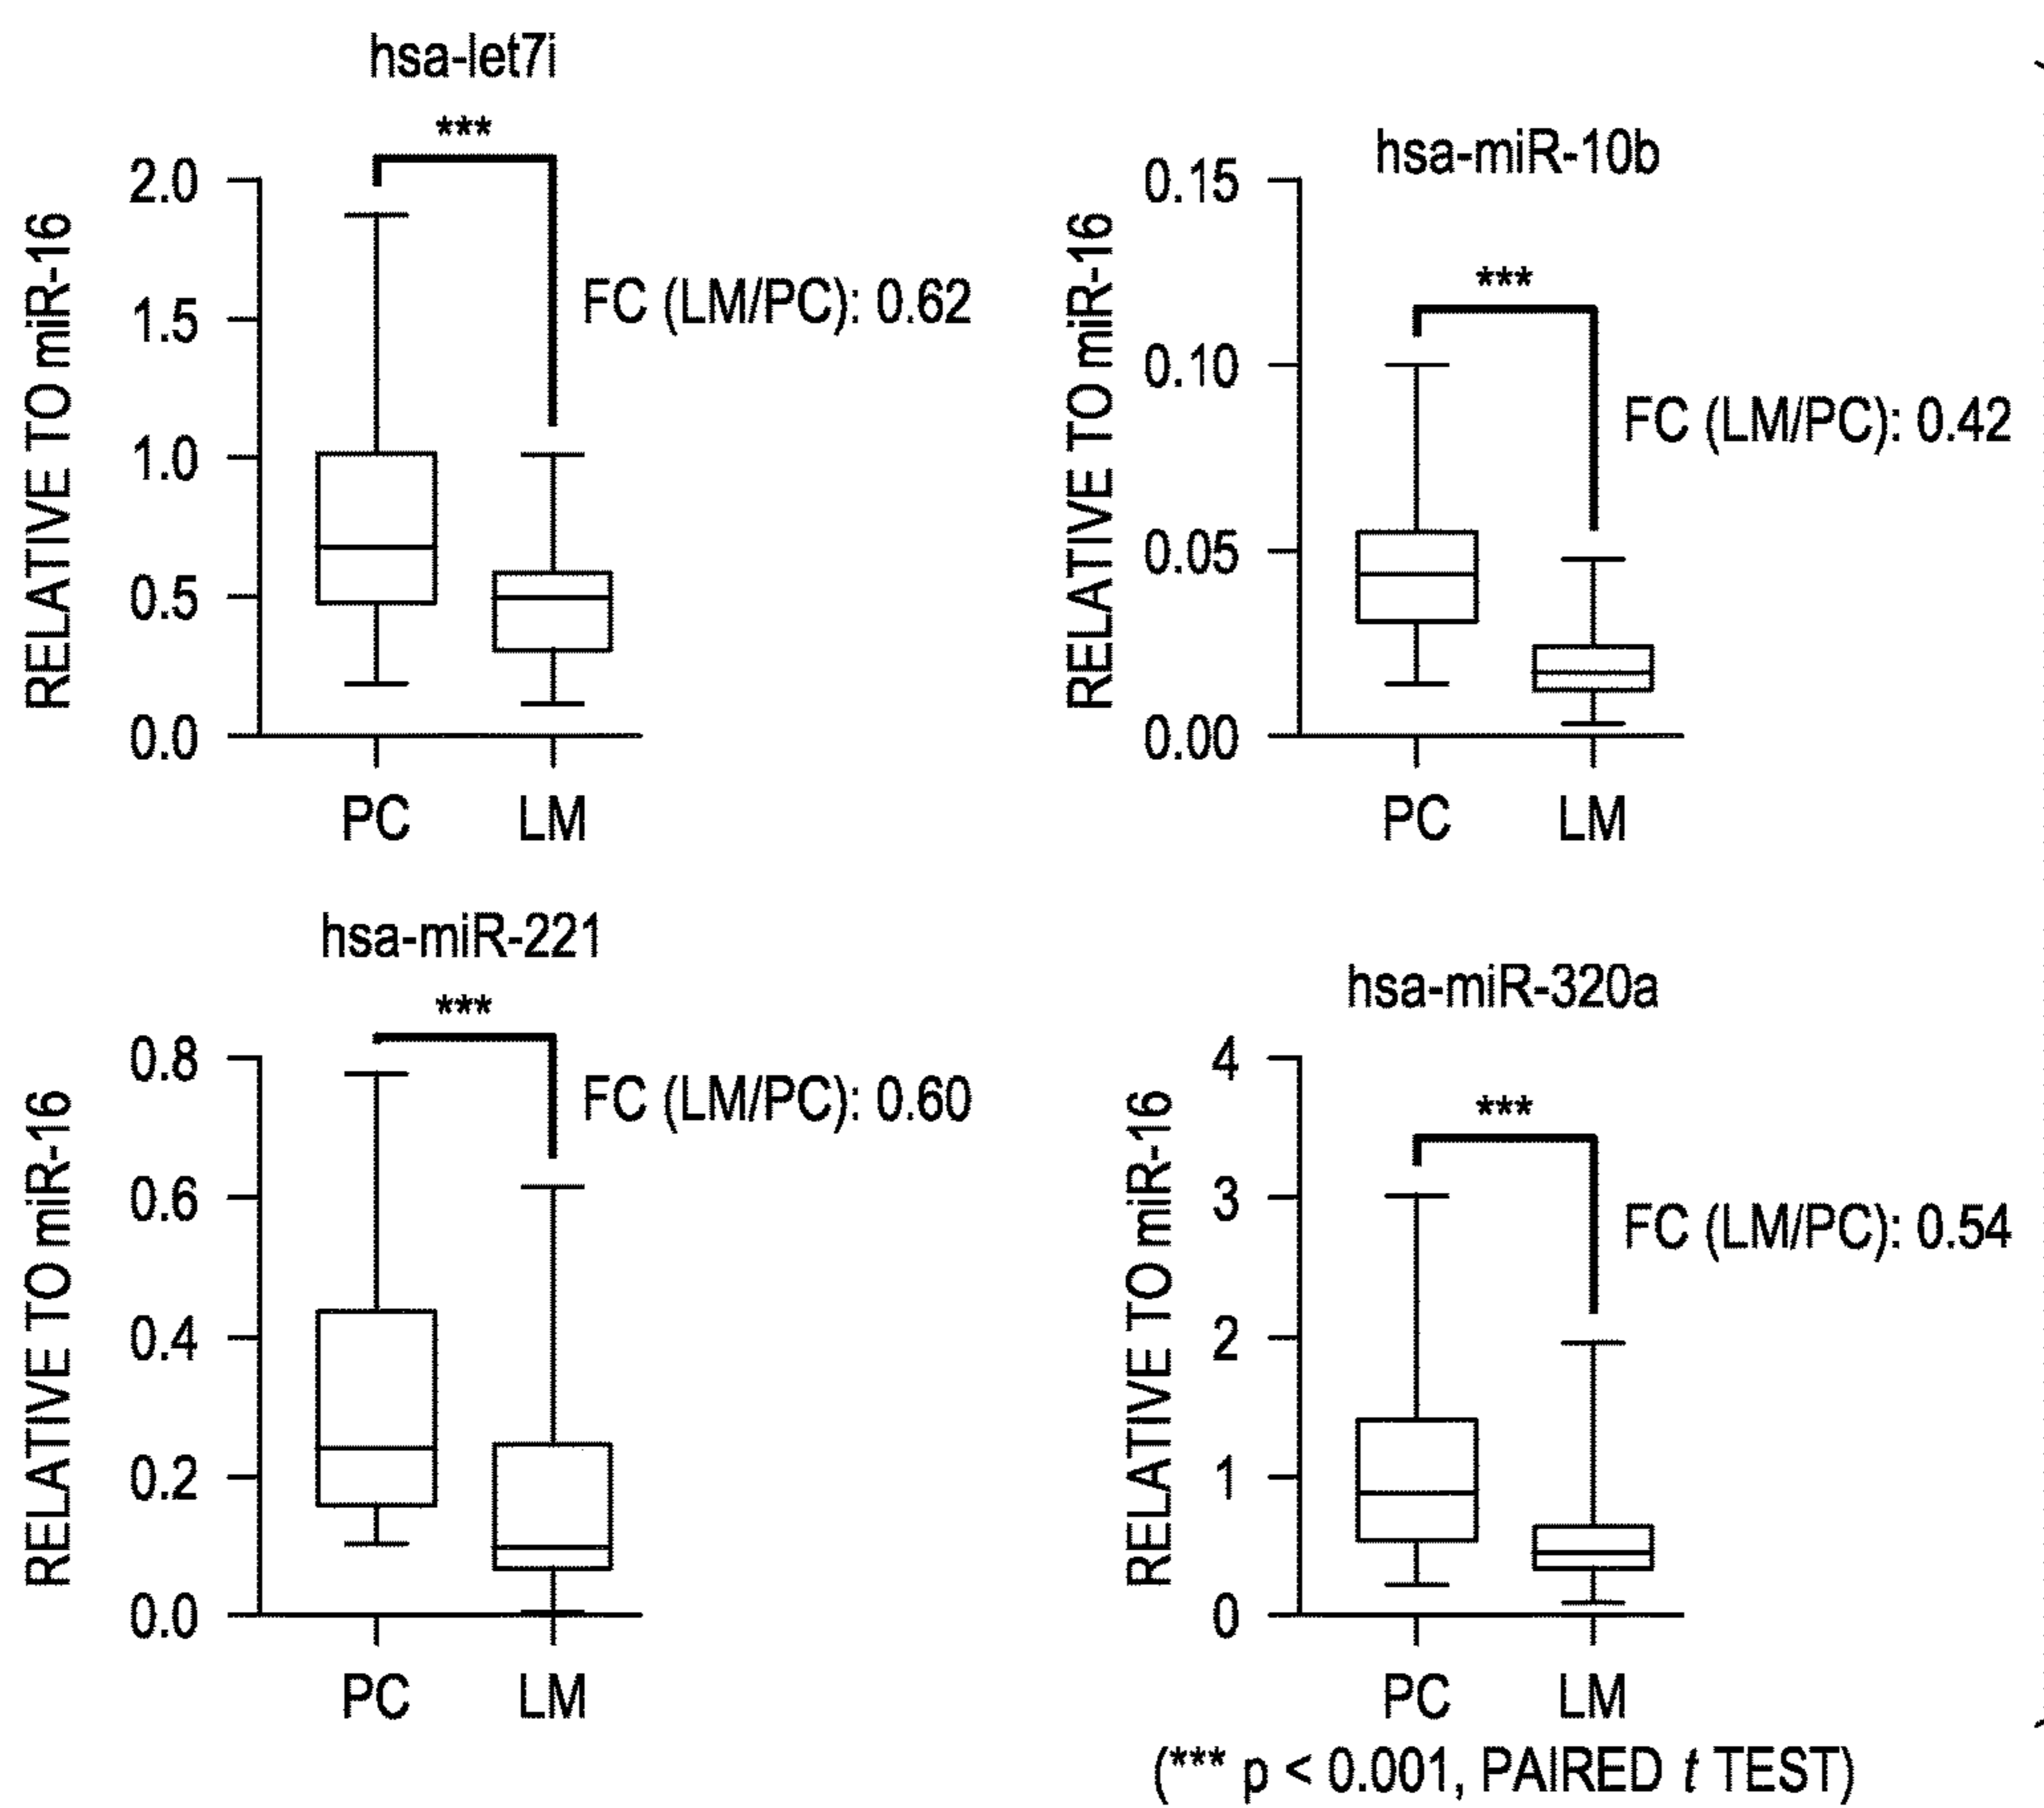 hsa-let7i
***
2.0
1.5
1.0
0.5
0.0
RELATIVE TO miR-16
FC (LM/PC): 0.62
PC LM
hsa-miR-10b
***
0.15
0.10
0.05
0.00
RELATIVE TO miR-16
FC (LM/PC): 0.42
PC LM
hsa-miR-221
***
0.8
0.6
0.4
0.2
0.0
RELATIVE TO miR-16
FC (LM/PC): 0.60
PC LM
hsa-miR-320a
***
4
3
2
1
0
RELATIVE TO miR-16
FC (LM/PC): 0.54
PC LM
(*** p < 0.001, PAIRED t TEST)